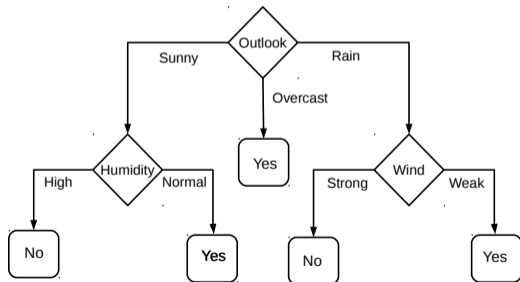 Outlook
Sunny
Rain
Overcast
Yes
Humidity
Wind
High
Normal
Strong
Weak
No
Yes
No
Yes